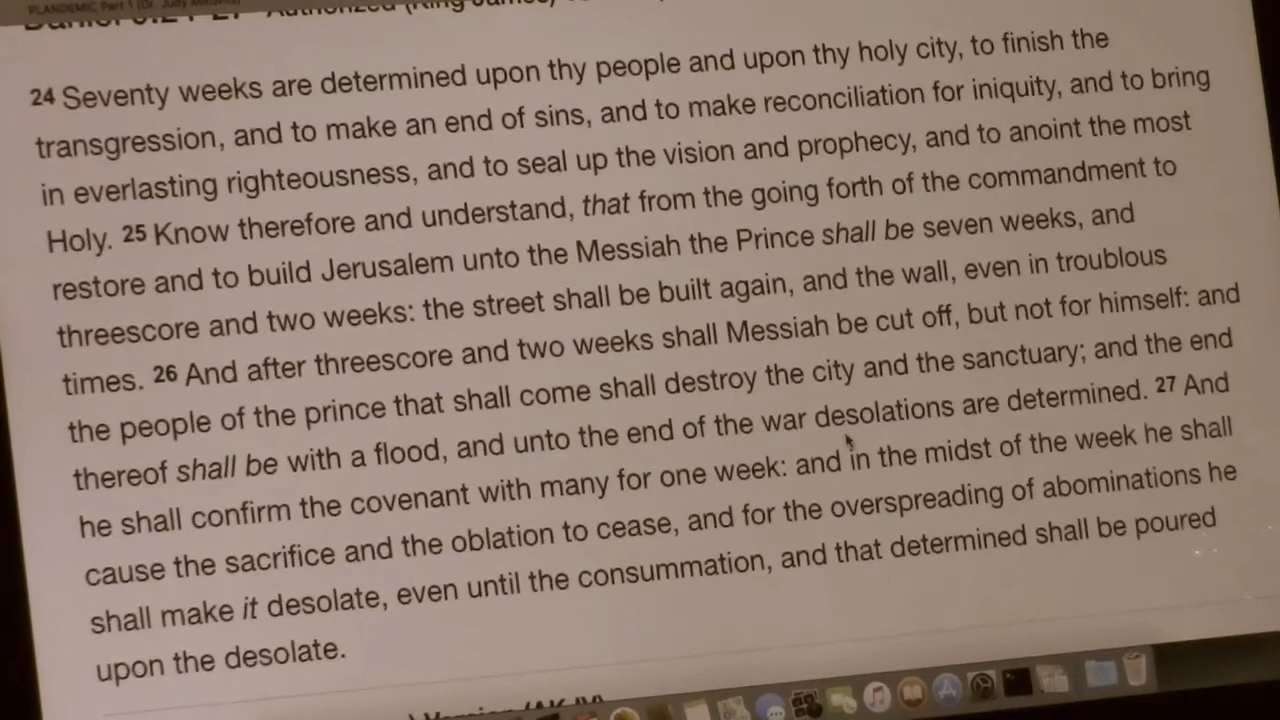 PLANDEMIC Part 1 (Dr. Judy
Authorized (King James)
24 Seventy weeks are determined upon thy people and upon thy holy city, to finish the
transgression, and to make an end of sins, and to make reconciliation for iniquity, and to bring
in everlasting righteousness, and to seal up the vision and prophecy, and to anoint the most
Holy. 25 Know therefore and understand, that from the going forth of the commandment to
restore and to build Jerusalem unto the Messiah the Prince shall be seven weeks, and
threescore and two weeks: the street shall be built again, and the wall, even in troublous
times. 26 And after threescore and two weeks shall Messiah be cut off, but not for himself: and
the people of the prince that shall come shall destroy the city and the sanctuary; and the end
thereof shall be with a flood, and unto the end of the war desolations are determined. 27 And
he shall confirm the covenant with many for one week: and in the midst of the week he shall
cause the sacrifice and the oblation to cease, and for the overspreading of abominations he
shall make it desolate, even until the consummation, and that determined shall be poured
upon the desolate.
Version (AKJV)